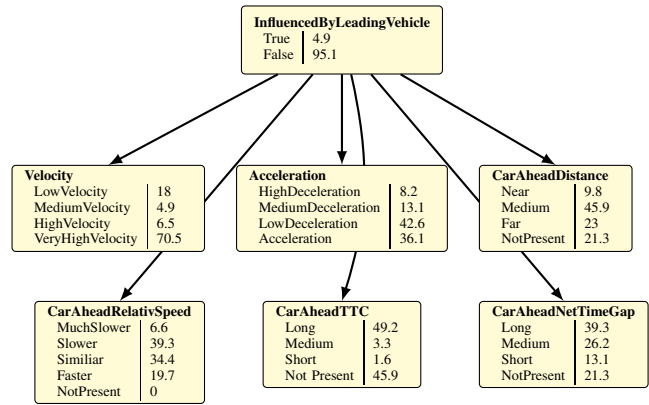 InfluencedByLeadingVehicle
True 4.9
False 95.1
Velocity
LowVelocity 18
MediumVelocity 4.9
HighVelocity 6.5
VeryHighVelocity 70.5
Acceleration
HighDeceleration 8.2
MediumDeceleration 13.1
LowDeceleration 42.6
Acceleration 36.1
CarAheadDistance
Near 9.8
Medium 45.9
Far 23
NotPresent 21.3
CarAheadRelativSpeed
MuchSlower 6.6
Slower 39.3
Similiar 34.4
Faster 19.7
NotPresent 0
CarAheadTTC
Long 49.2
Medium 3.3
Short 1.6
Not Present 45.9
CarAheadNetTimeGap
Long 39.3
Medium 26.2
Short 13.1
NotPresent 21.3